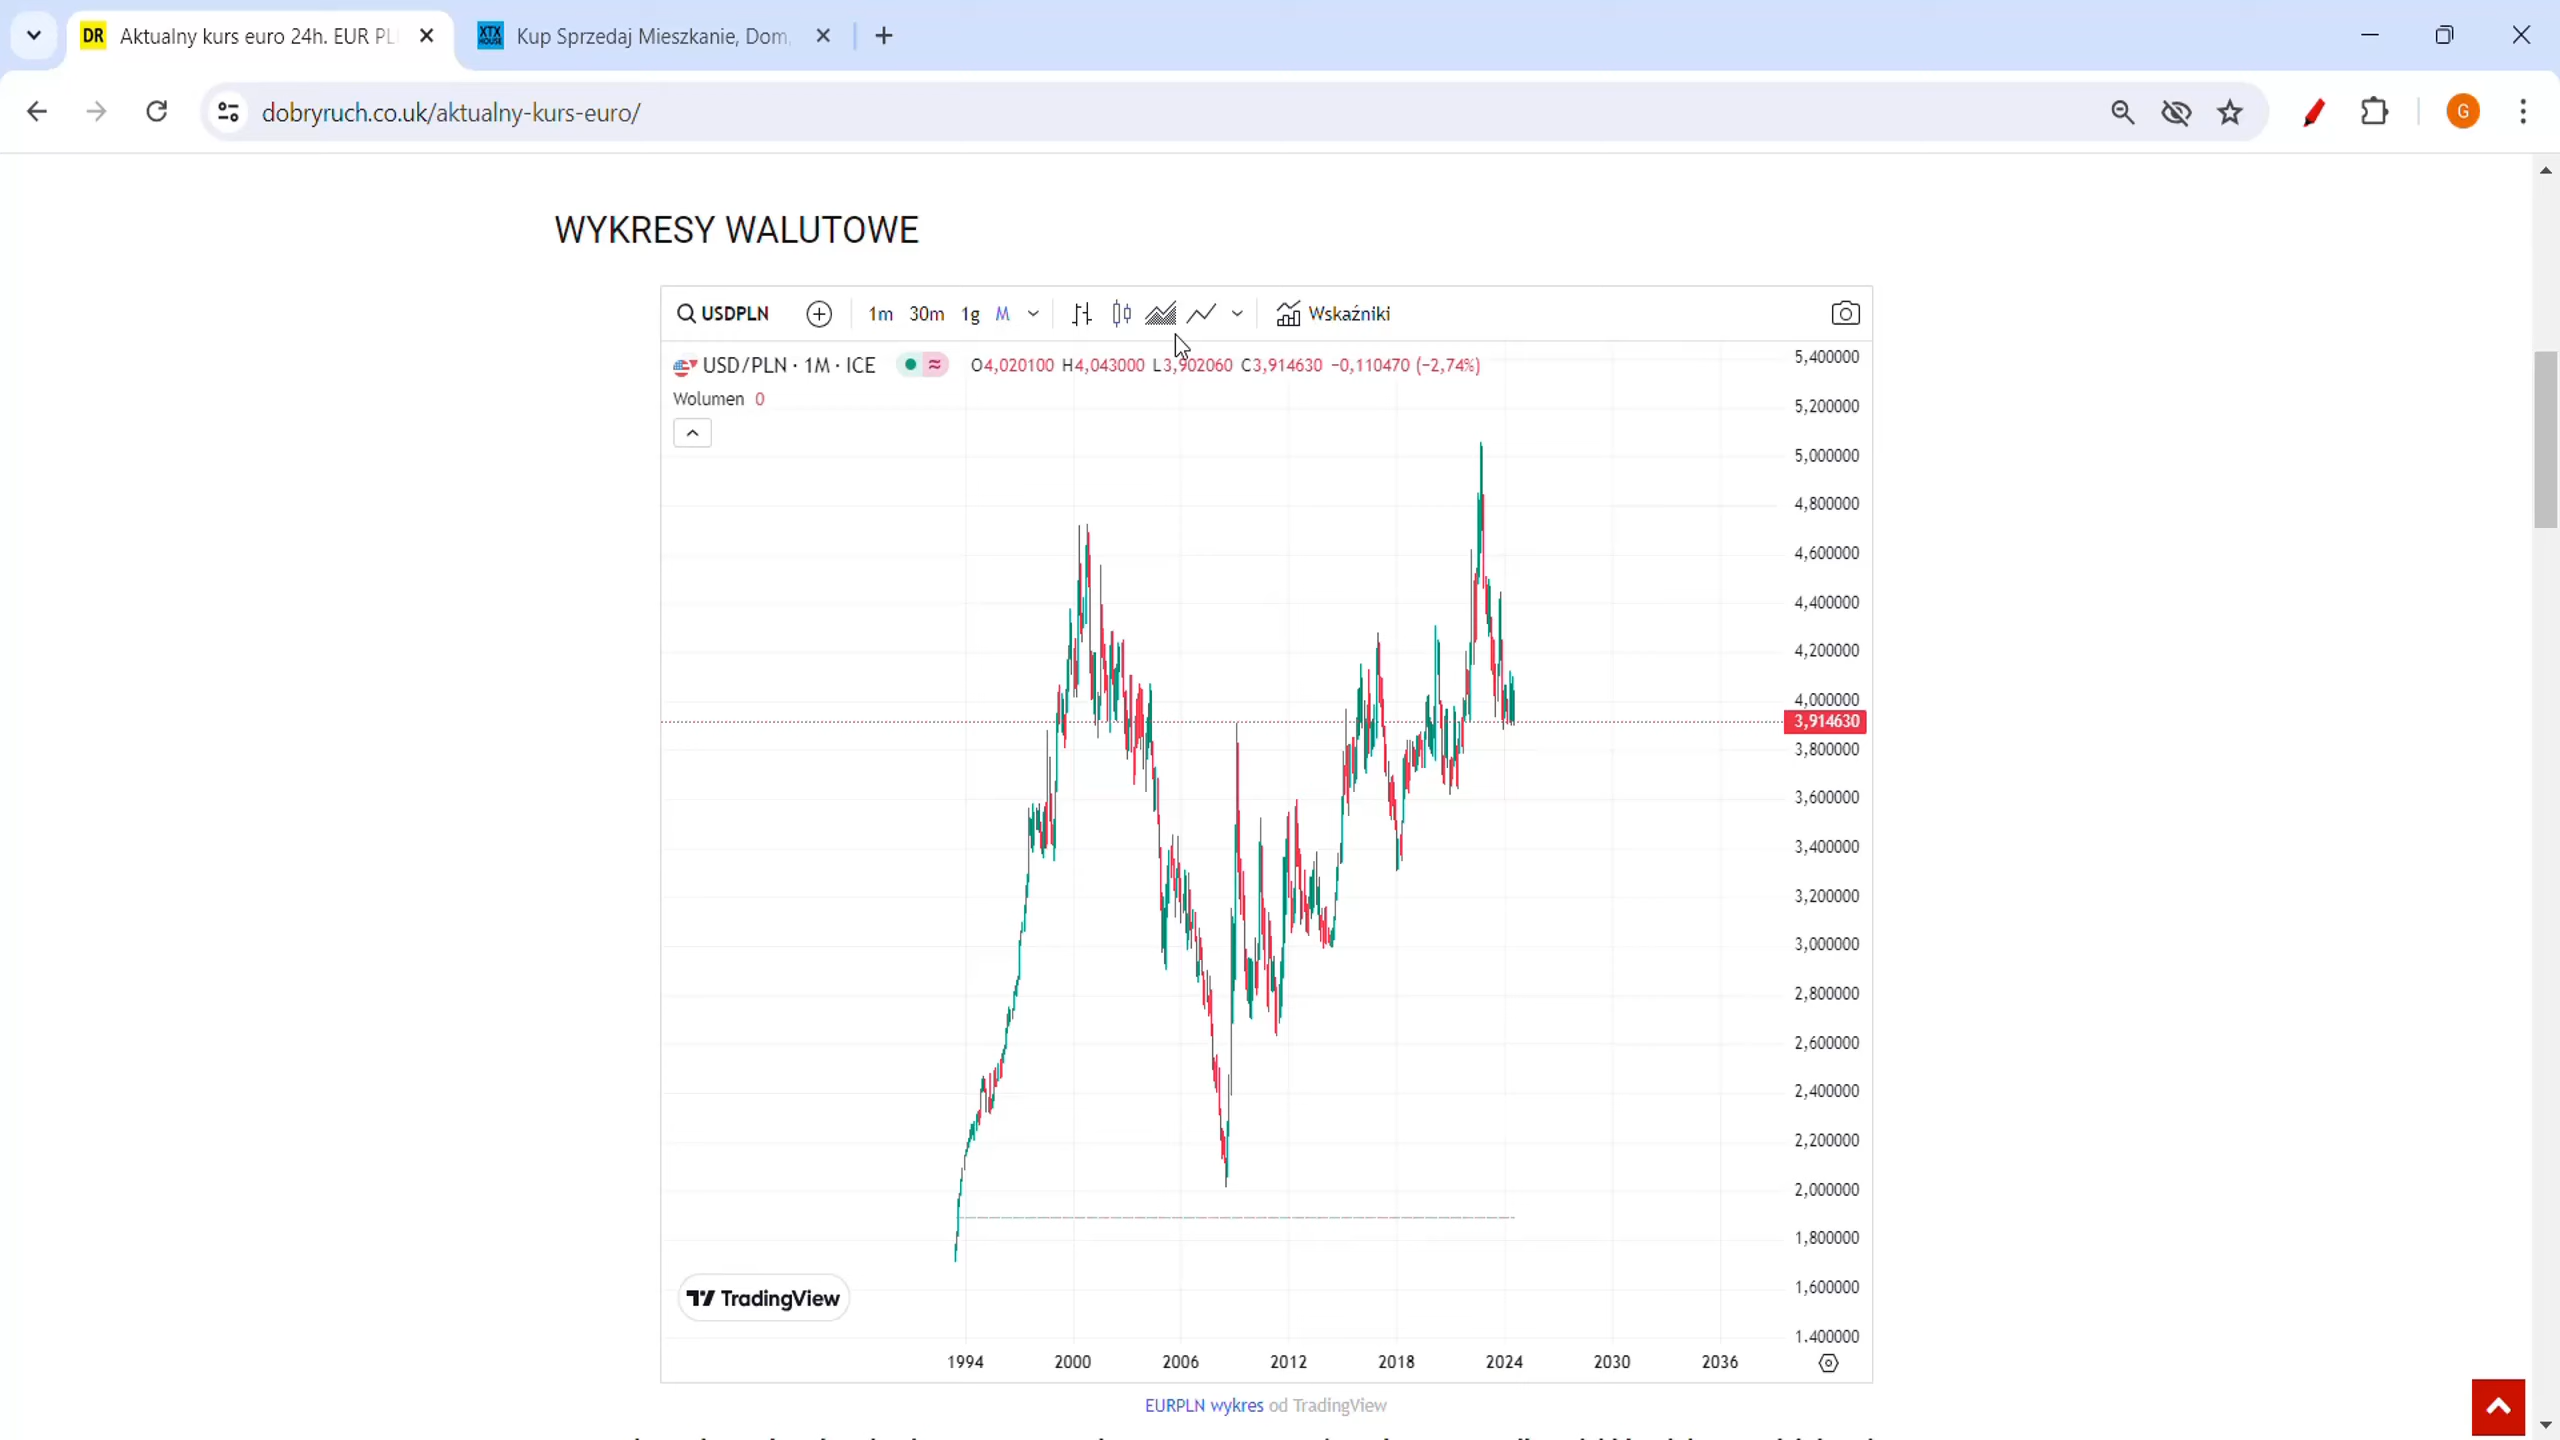 DR Aktualny kurs euro 24h. EUR PL
XTX HOUSE Kup Sprzedaj Mieszkanie, Dom,
dobryruch.co.uk/aktualny-kurs-euro/
G
WYKRESY WALUTOWE
USDPLN 1m 30m 1g M Wskaźniki
USD/PLN · 1M · ICE O4,020100 H4,043000 L3,902060 C3,914630 −0,110470 (−2,74%)
Wolumen 0
5,400000
5,200000
5,000000
4,800000
4,600000
4,400000
4,200000
4,000000
3,914630
3,800000
3,600000
3,400000
3,200000
3,000000
2,800000
2,600000
2,400000
2,200000
2,000000
1,800000
1,600000
1,400000
TradingView
1994 2000 2006 2012 2018 2024 2030 2036
EURPLN wykres od TradingView